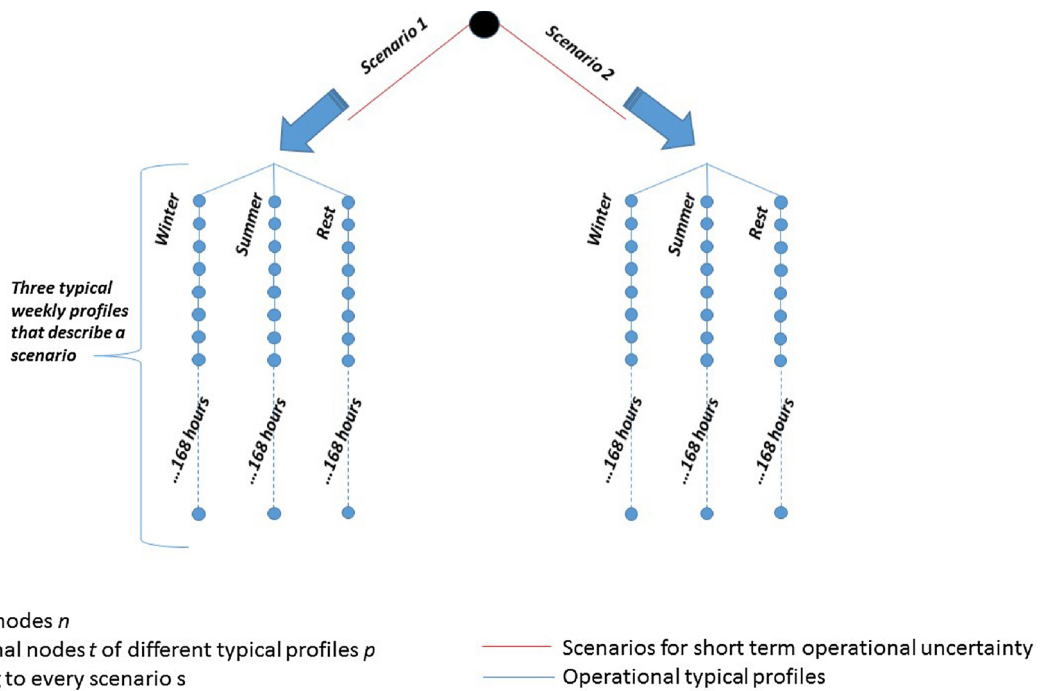 Scenario 1
Scenario 2
Winter
Summer
Rest
Winter
Summer
Rest
Three typical
weekly profiles
that describe a
scenario
...168 hours
...168 hours
...168 hours
...168 hours
...168 hours
...168 hours
nodes n
nodes t of different typical profiles p
to every scenario s
Scenarios for short term operational uncertainty
Operational typical profiles